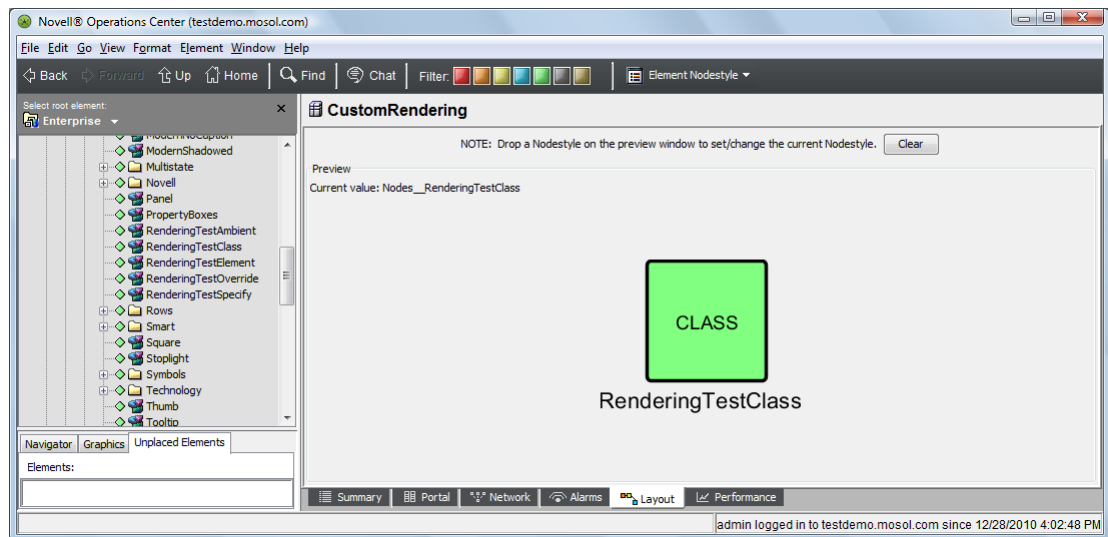 Novell® Operations Center (testdemo.mosol.com)
File Edit Go View Format Element Window Help
Back Forward Up Home Find Chat Filter: Element Nodestyle
Select root element:
Enterprise
CustomRendering
ModernNoCaption
ModernShadowed
Multistate
Novell
Panel
PropertyBoxes
RenderingTestAmbient
RenderingTestClass
RenderingTestElement
RenderingTestOverride
RenderingTestSpecify
Rows
Smart
Square
Stoplight
Symbols
Technology
Thumb
Tooltip
Navigator Graphics Unplaced Elements
Elements:
NOTE: Drop a Nodestyle on the preview window to set/change the current Nodestyle. Clear
Preview
Current value: Nodes__RenderingTestClass
CLASS
RenderingTestClass
Summary Portal Network Alarms Layout Performance
admin logged in to testdemo.mosol.com since 12/28/2010 4:02:48 PM